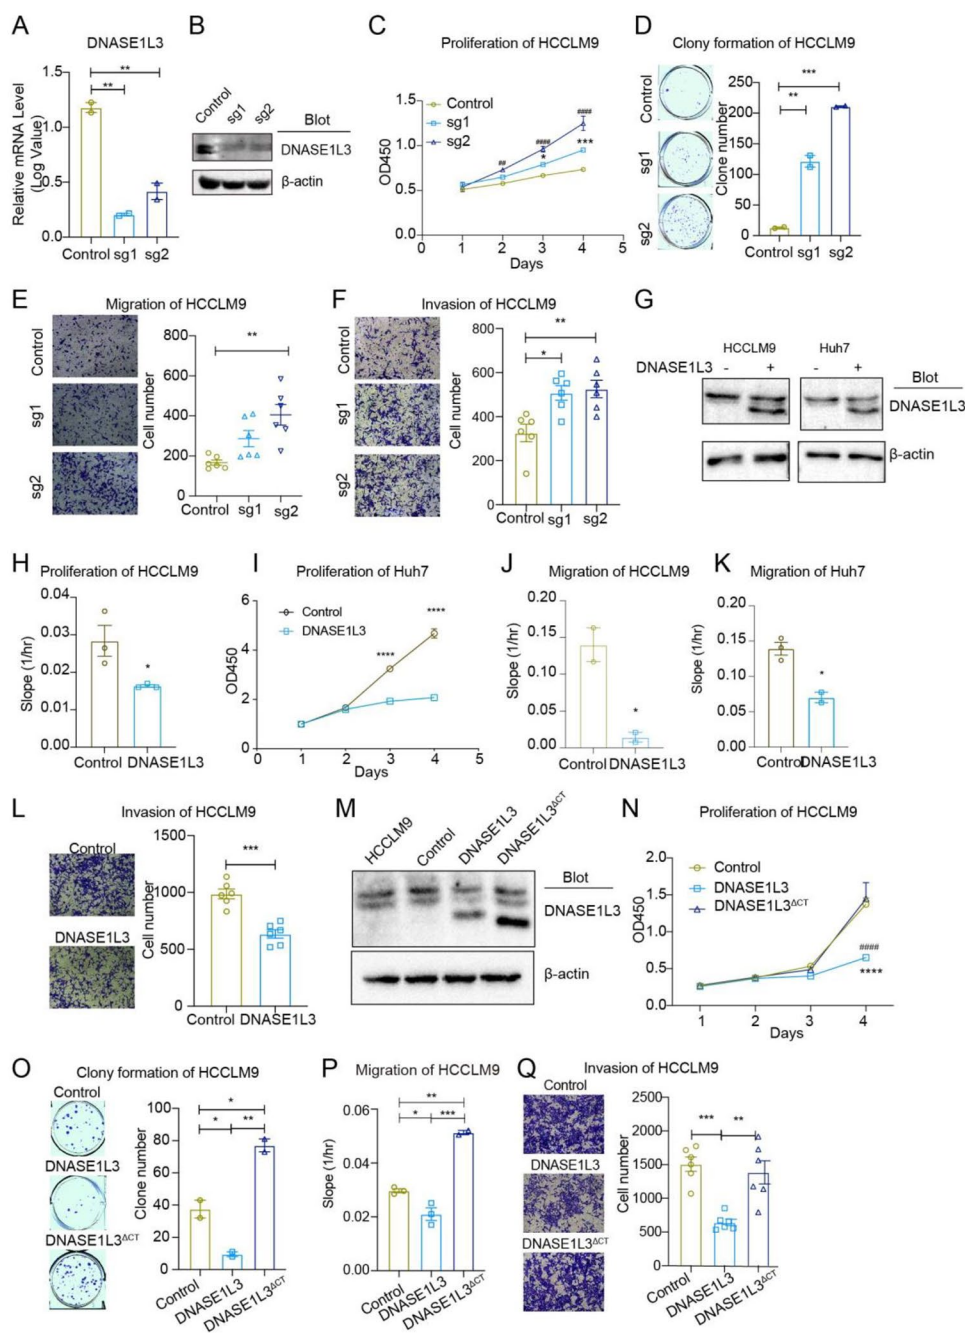 A
DNASE1L3
Relative mRNA Level
(Log Value)
1.5
1.0
0.5
0.0
**
**
Control sg1 sg2
B
Control
sg1
sg2
Blot
DNASE1L3
β-actin
C
Proliferation of HCCLM9
OD450
1.5
1.0
0.5
0.0
Control
sg1
sg2
##
####
*
####
***
0 1 2 3 4 5
Days
D
Clony formation of HCCLM9
Control
sg1
sg2
Clone number
250
200
150
100
50
0
***
**
Control sg1 sg2
E
Migration of HCCLM9
Control
sg1
sg2
Cell number
800
600
400
200
0
**
Control sg1 sg2
F
Invasion of HCCLM9
Control
sg1
sg2
Cell number
800
600
400
200
0
**
*
Control sg1 sg2
G
HCCLM9
Huh7
DNASE1L3
- + - +
Blot
DNASE1L3
β-actin
H
Proliferation of HCCLM9
Slope (1/hr)
0.04
0.03
0.02
0.01
0.00
*
Control DNASE1L3
I
Proliferation of Huh7
OD450
6
4
2
0
Control
DNASE1L3
****
****
0 1 2 3 4 5
Days
J
Migration of HCCLM9
Slope (1/hr)
0.20
0.15
0.10
0.05
0.00
*
Control DNASE1L3
K
Migration of Huh7
Slope (1/hr)
0.20
0.15
0.10
0.05
0.00
*
Control DNASE1L3
L
Invasion of HCCLM9
Control
DNASE1L3
Cell number
1500
1000
500
0
***
Control DNASE1L3
M
HCCLM9
Control
DNASE1L3
DNASE1L3ΔCT
Blot
DNASE1L3
β-actin
N
Proliferation of HCCLM9
OD450
2.0
1.5
1.0
0.5
0.0
Control
DNASE1L3
DNASE1L3ΔCT
####
****
1 2 3 4
Days
O
Clony formation of HCCLM9
Control
DNASE1L3
DNASE1L3ΔCT
Clone number
100
80
60
40
20
0
*
*
**
Control
DNASE1L3
DNASE1L3ΔCT
P
Migration of HCCLM9
Slope (1/hr)
0.06
0.04
0.02
0.00
**
*
***
Control
DNASE1L3
DNASE1L3ΔCT
Q
Invasion of HCCLM9
Control
DNASE1L3
DNASE1L3ΔCT
Cell number
2500
2000
1500
1000
500
0
***
**
Control
DNASE1L3
DNASE1L3ΔCT